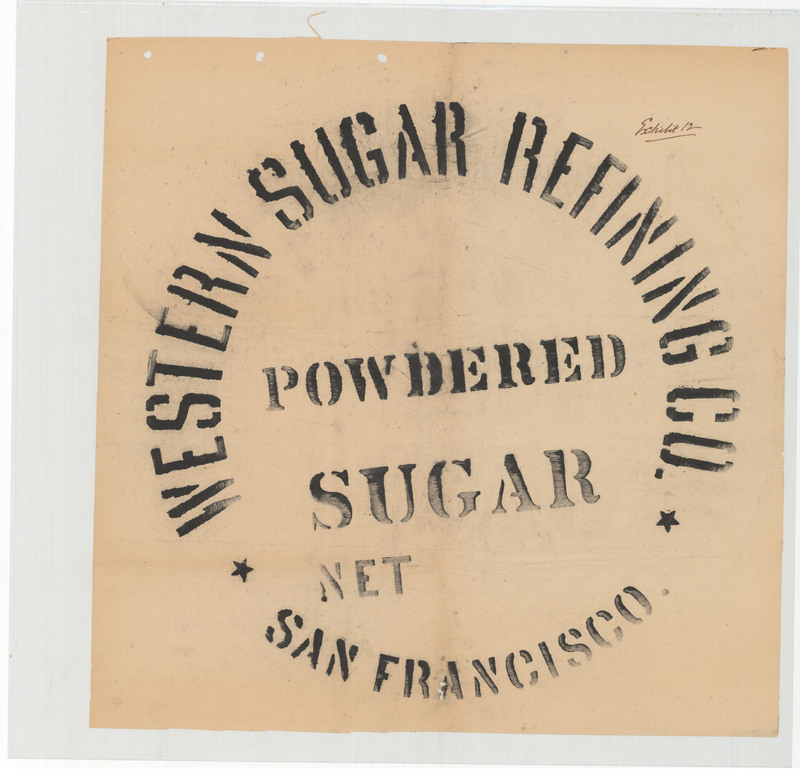 Exhibit 12
WESTERN SUGAR REFINING CO.
POWDERED
SUGAR
NET
SAN FRANCISCO.